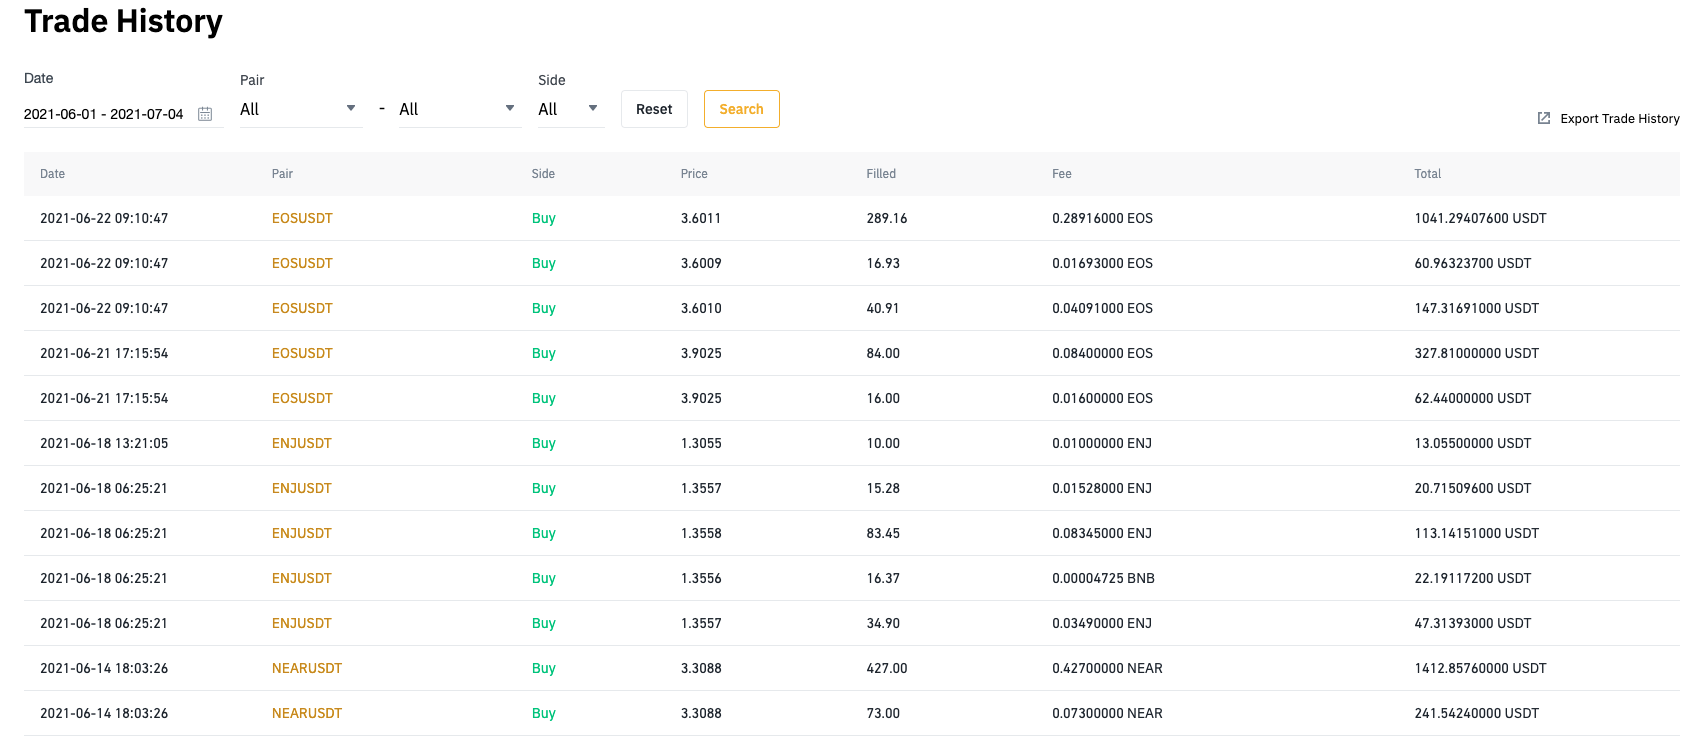 Trade History
Date Pair Side
2021-06-01 - 2021-07-04 All - All All Reset Search Export Trade History
Date Pair Side Price Filled Fee Total
2021-06-22 09:10:47 EOSUSDT Buy 3.6011 289.16 0.28916000 EOS 1041.29407600 USDT
2021-06-22 09:10:47 EOSUSDT Buy 3.6009 16.93 0.01693000 EOS 60.96323700 USDT
2021-06-22 09:10:47 EOSUSDT Buy 3.6010 40.91 0.04091000 EOS 147.31691000 USDT
2021-06-21 17:15:54 EOSUSDT Buy 3.9025 84.00 0.08400000 EOS 327.81000000 USDT
2021-06-21 17:15:54 EOSUSDT Buy 3.9025 16.00 0.01600000 EOS 62.44000000 USDT
2021-06-18 13:21:05 ENJUSDT Buy 1.3055 10.00 0.01000000 ENJ 13.05500000 USDT
2021-06-18 06:25:21 ENJUSDT Buy 1.3557 15.28 0.01528000 ENJ 20.71509600 USDT
2021-06-18 06:25:21 ENJUSDT Buy 1.3558 83.45 0.08345000 ENJ 113.14151000 USDT
2021-06-18 06:25:21 ENJUSDT Buy 1.3556 16.37 0.00004725 BNB 22.19117200 USDT
2021-06-18 06:25:21 ENJUSDT Buy 1.3557 34.90 0.03490000 ENJ 47.31393000 USDT
2021-06-14 18:03:26 NEARUSDT Buy 3.3088 427.00 0.42700000 NEAR 1412.85760000 USDT
2021-06-14 18:03:26 NEARUSDT Buy 3.3088 73.00 0.07300000 NEAR 241.54240000 USDT